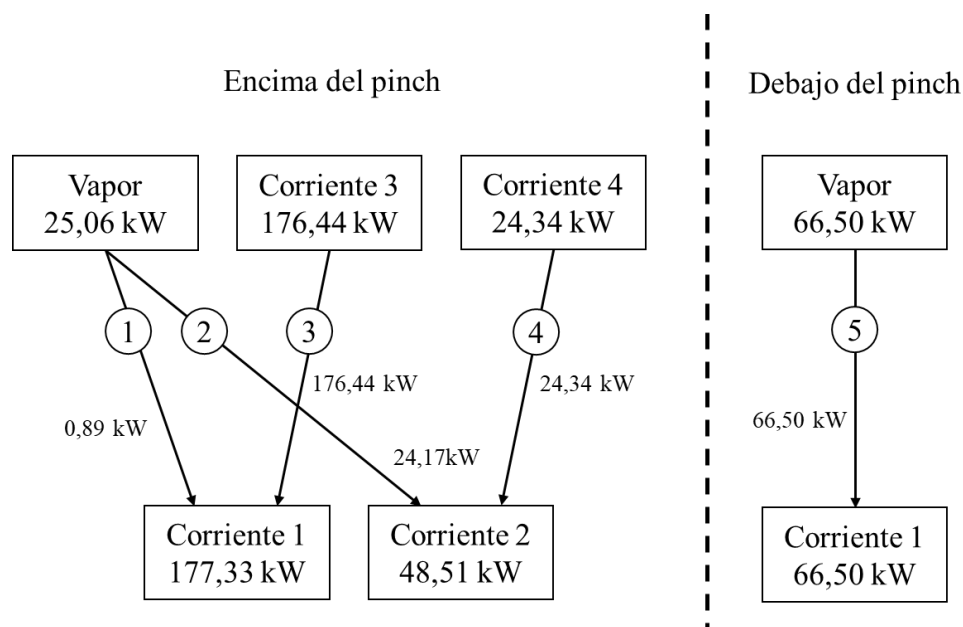 Encima del pinch
Debajo del pinch
Vapor
25,06 kW
Corriente 3
176,44 kW
Corriente 4
24,34 kW
Vapor
66,50 kW
1
2
3
4
5
176,44 kW
24,34 kW
0,89 kW
66,50 kW
24,17kW
Corriente 1
177,33 kW
Corriente 2
48,51 kW
Corriente 1
66,50 kW